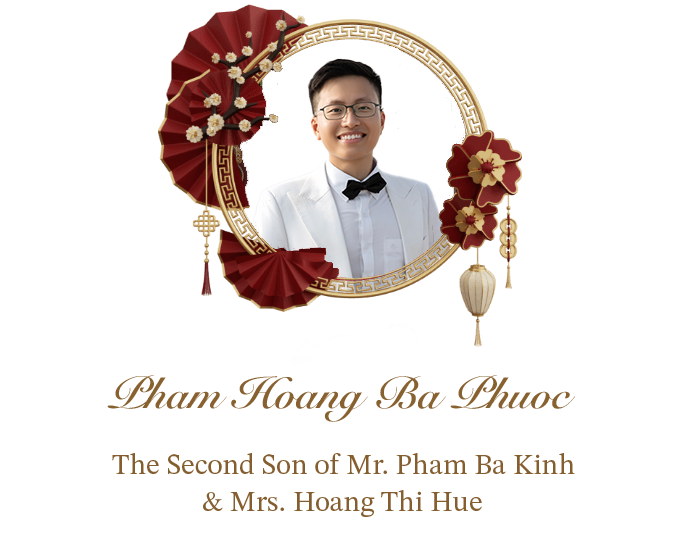 Pham Hoang Ba Phuoc
The Second Son of Mr. Pham Ba Kinh
& Mrs. Hoang Thi Hue